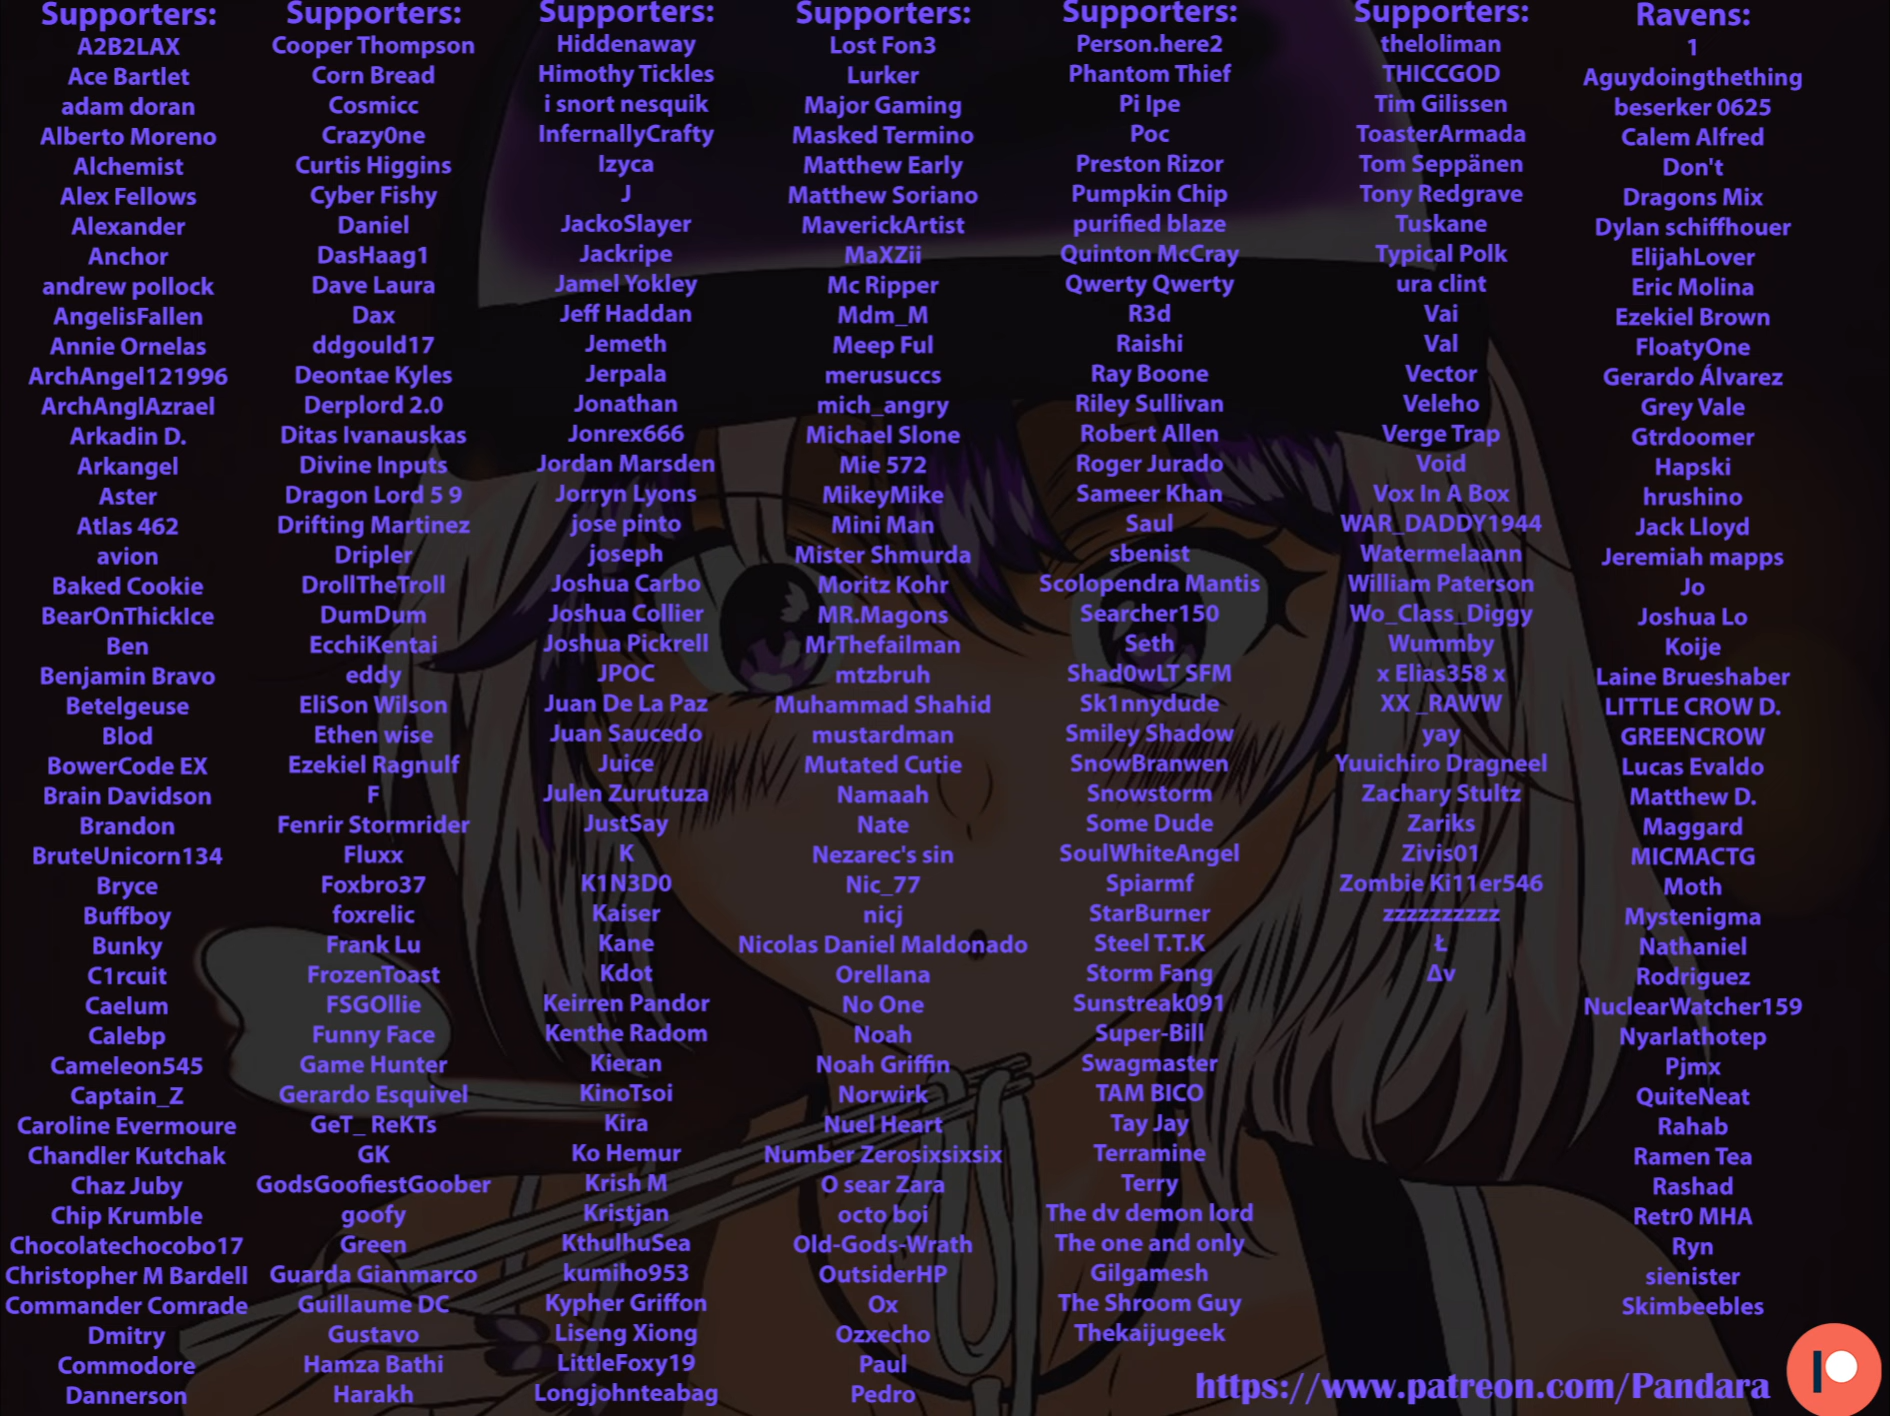 Supporters:
A2B2LAX
Ace Bartlet
adam doran
Alberto Moreno
Alchemist
Alex Fellows
Alexander
Anchor
andrew pollock
AngelisFallen
Annie Ornelas
ArchAngel121996
ArchAnglAzrael
Arkadin D.
Arkangel
Aster
Atlas 462
avion
Baked Cookie
BearOnThickIce
Ben
Benjamin Bravo
Betelgeuse
Blod
BowerCode EX
Brain Davidson
Brandon
BruteUnicorn134
Bryce
Buffboy
Bunky
C1rcuit
Caelum
Calebp
Cameleon545
Captain_Z
Caroline Evermoure
Chandler Kutchak
Chaz Juby
Chip Krumble
Chocolatechocobo17
Christopher M Bardell
Commander Comrade
Dmitry
Commodore
Dannerson
Supporters:
Cooper Thompson
Corn Bread
Cosmicc
Crazy0ne
Curtis Higgins
Cyber Fishy
Daniel
DasHaag1
Dave Laura
Dax
ddgould17
Deontae Kyles
Derplord 2.0
Ditas Ivanauskas
Divine Inputs
Dragon Lord 5 9
Drifting Martinez
Dripler
DrollTheTroll
DumDum
EcchiKentai
eddy
EliSon Wilson
Ethen wise
Ezekiel Ragnulf
F
Fenrir Stormrider
Fluxx
Foxbro37
foxrelic
Frank Lu
FrozenToast
FSGOllie
Funny Face
Game Hunter
Gerardo Esquivel
GeT_ ReKTs
GK
GodsGoofiestGoober
goofy
Green
Guarda Gianmarco
Guillaume DC
Gustavo
Hamza Bathi
Harakh
Supporters:
Hiddenaway
Himothy Tickles
i snort nesquik
InfernallyCrafty
Izyca
J
JackoSlayer
Jackripe
Jamel Yokley
Jeff Haddan
Jemeth
Jerpala
Jonathan
Jonrex666
Jordan Marsden
Jorryn Lyons
jose pinto
joseph
Joshua Carbo
Joshua Collier
Joshua Pickrell
JPOC
Juan De La Paz
Juan Saucedo
Juice
Julen Zurutuza
JustSay
K
K1N3D0
Kaiser
Kane
Kdot
Keirren Pandor
Kenthe Radom
Kieran
KinoTsoi
Kira
Ko Hemur
Krish M
Kristjan
KthulhuSea
kumiho953
Kypher Griffon
Liseng Xiong
LittleFoxy19
Longjohnteabag
Supporters:
Lost Fon3
Lurker
Major Gaming
Masked Termino
Matthew Early
Matthew Soriano
MaverickArtist
MaXZii
Mc Ripper
Mdm_M
Meep Ful
merusuccs
mich_angry
Michael Slone
Mie 572
MikeyMike
Mini Man
Mister Shmurda
Moritz Kohr
MR.Magons
MrThefailman
mtzbruh
Muhammad Shahid
mustardman
Mutated Cutie
Namaah
Nate
Nezarec's sin
Nic_77
nicj
Nicolas Daniel Maldonado
Orellana
No One
Noah
Noah Griffin
Norwirk
Nuel Heart
Number Zerosixsixsix
O sear Zara
octo boi
Old-Gods-Wrath
OutsiderHP
Ox
Ozxecho
Paul
Pedro
Supporters:
Person.here2
Phantom Thief
Pi Ipe
Poc
Preston Rizor
Pumpkin Chip
purified blaze
Quinton McCray
Qwerty Qwerty
R3d
Raishi
Ray Boone
Riley Sullivan
Robert Allen
Roger Jurado
Sameer Khan
Saul
sbenist
Scolopendra Mantis
Searcher150
Seth
Shad0wLT SFM
Sk1nnydude
Smiley Shadow
SnowBranwen
Snowstorm
Some Dude
SoulWhiteAngel
Spiarmf
StarBurner
Steel T.T.K
Storm Fang
Sunstreak091
Super-Bill
Swagmaster
TAM BICO
Tay Jay
Terramine
Terry
The dv demon lord
The one and only
Gilgamesh
The Shroom Guy
Thekaijugeek
Supporters:
theloliman
THICCGOD
Tim Gilissen
ToasterArmada
Tom Seppänen
Tony Redgrave
Tuskane
Typical Polk
ura clint
Vai
Val
Vector
Veleho
Verge Trap
Void
Vox In A Box
WAR_DADDY1944
Watermelaann
William Paterson
Wo_Class_Diggy
Wummby
x Elias358 x
XX _RAWW
yay
Yuuichiro Dragneel
Zachary Stultz
Zariks
Zivis01
Zombie Ki11er546
zzzzzzzzzz
Ł
Δv
Ravens:
1
Aguydoingthething
beserker 0625
Calem Alfred
Don't
Dragons Mix
Dylan schiffhouer
ElijahLover
Eric Molina
Ezekiel Brown
FloatyOne
Gerardo Álvarez
Grey Vale
Gtrdoomer
Hapski
hrushino
Jack Lloyd
Jeremiah mapps
Jo
Joshua Lo
Koije
Laine Brueshaber
LITTLE CROW D.
GREENCROW
Lucas Evaldo
Matthew D.
Maggard
MICMACTG
Moth
Mystenigma
Nathaniel
Rodriguez
NuclearWatcher159
Nyarlathotep
Pjmx
QuiteNeat
Rahab
Ramen Tea
Rashad
Retr0 MHA
Ryn
sienister
Skimbeebles
https://www.patreon.com/Pandara